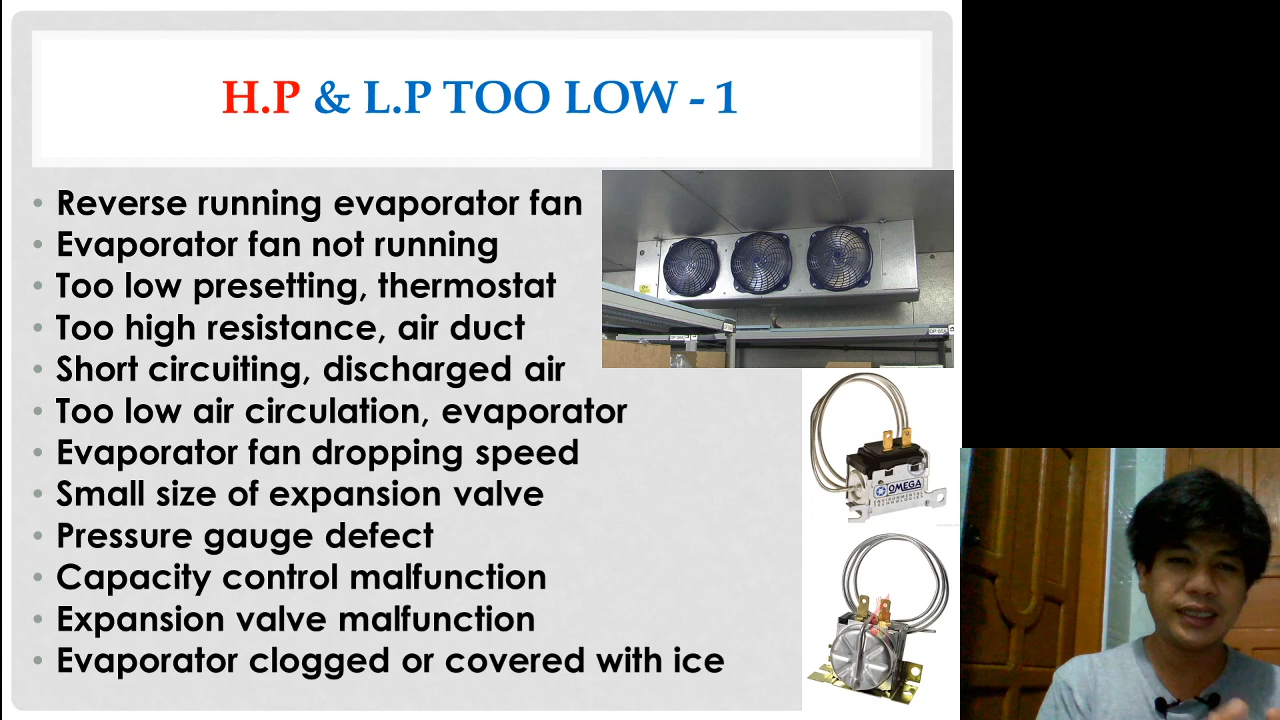 H.P & L.P TOO LOW - 1
• Reverse running evaporator fan
• Evaporator fan not running
• Too low presetting, thermostat
• Too high resistance, air duct
• Short circuiting, discharged air
• Too low air circulation, evaporator
• Evaporator fan dropping speed
• Small size of expansion valve
• Pressure gauge defect
• Capacity control malfunction
• Expansion valve malfunction
• Evaporator clogged or covered with ice
OMEGA
ENVIRONMENTAL
TECHNOLOGIES